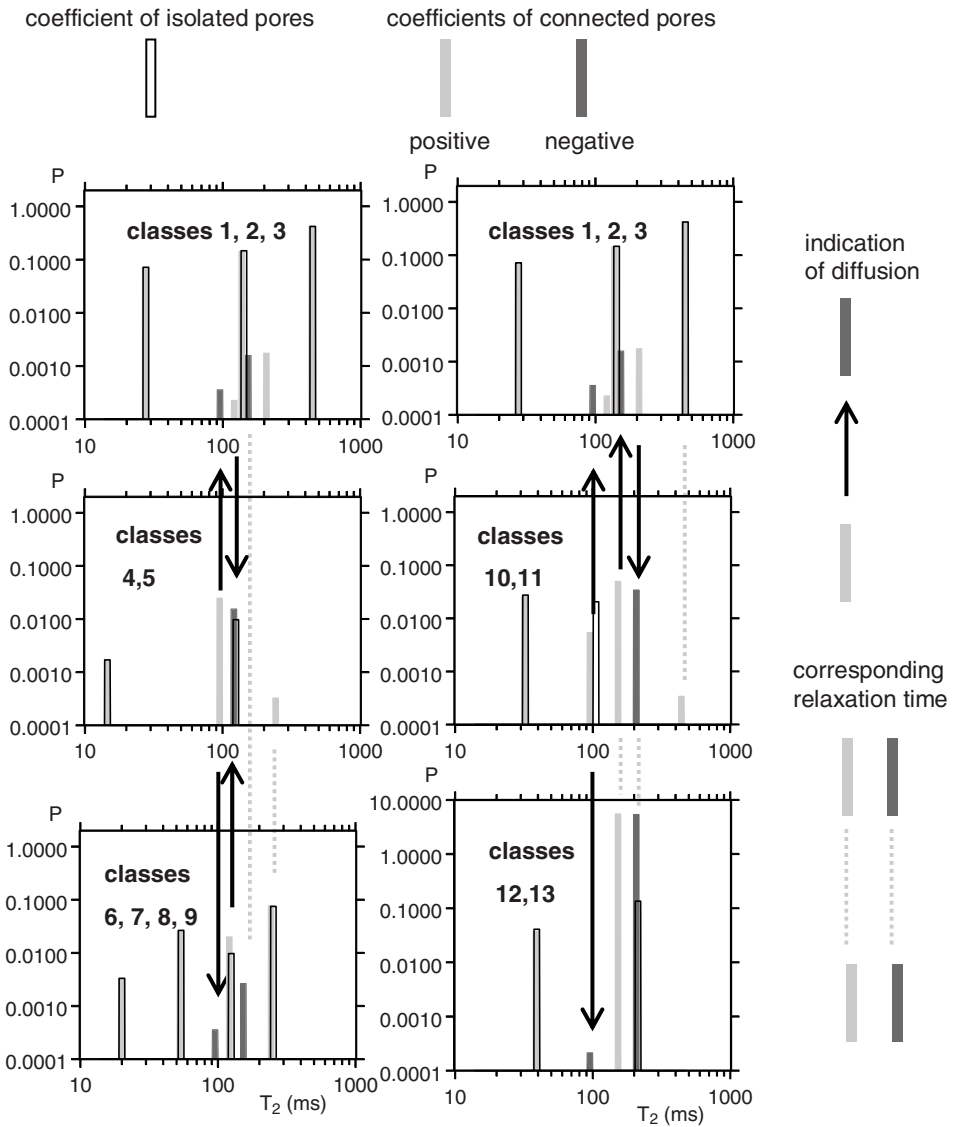 coefficient of isolated pores
coefficients of connected pores
positive
negative
P
1.0000
0.1000
0.0100
0.0010
0.0001
10
100
1000
classes 1, 2, 3
P
1.0000
0.1000
0.0100
0.0010
0.0001
10
100
1000
classes 1, 2, 3
indication
of diffusion
P
1.0000
0.1000
0.0100
0.0010
0.0001
10
100
1000
classes
4,5
P
1.0000
0.1000
0.0100
0.0010
0.0001
10
100
1000
classes
10,11
corresponding
relaxation time
P
1.0000
0.1000
0.0100
0.0010
0.0001
10
100
1000
classes
6, 7, 8, 9
T2 (ms)
P
10.0000
1.0000
0.1000
0.0100
0.0010
0.0001
10
100
1000
classes
12,13
T2 (ms)